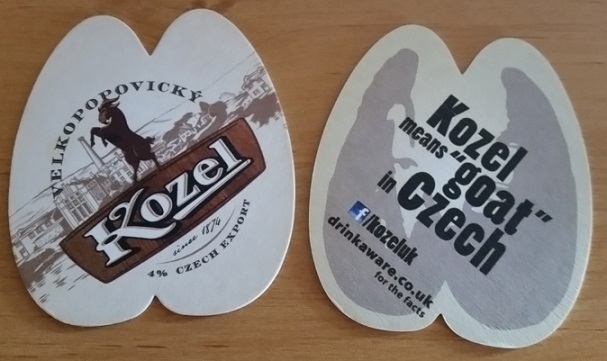 VELKOPOPOVICKÝ
Kozel
since 1874
4% CZECH EXPORT
Kozel
means "goat"
in Czech
f/kozeluk
drinkaware.co.uk
for the facts